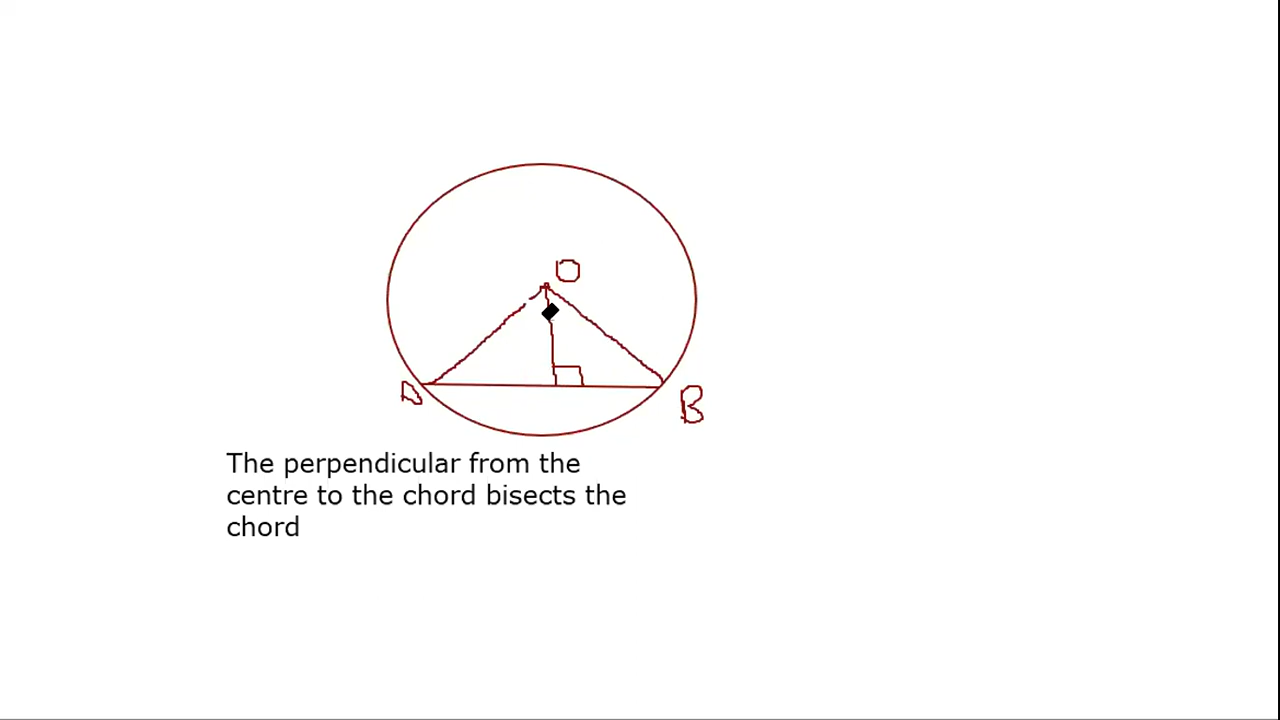 O
A B
The perpendicular from the
centre to the chord bisects the
chord